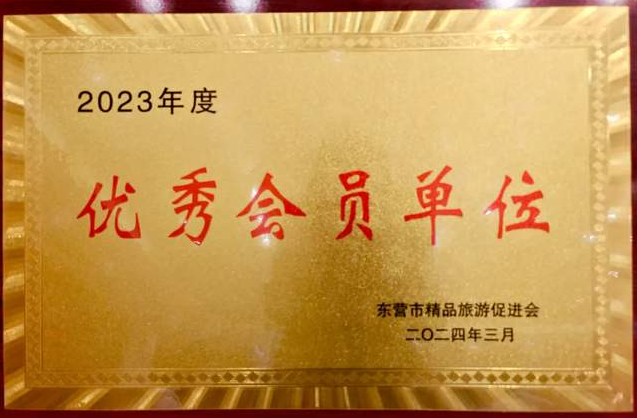 2023年度
优秀会员单位
东营市精品旅游促进会
二〇二四年三月